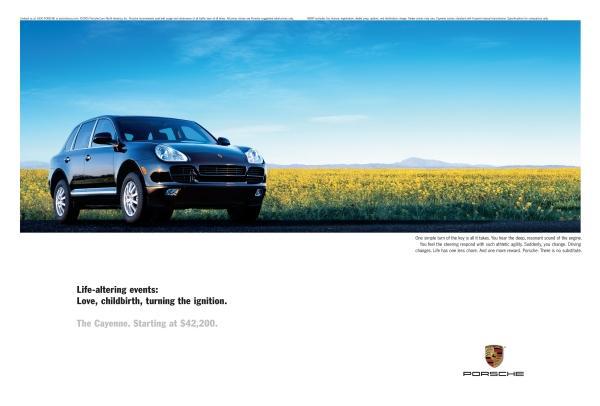 One simple turn of the key is all it takes. You hear the deep, resonant sound of the engine.
You feel the steering respond with such athletic agility. Suddenly, you change. Driving
changes. Life has one less chore. And one more reward. Porsche. There is no substitute.
Life-altering events:
Love, childbirth, turning the ignition.
The Cayenne. Starting at $42,200.
PORSCHE